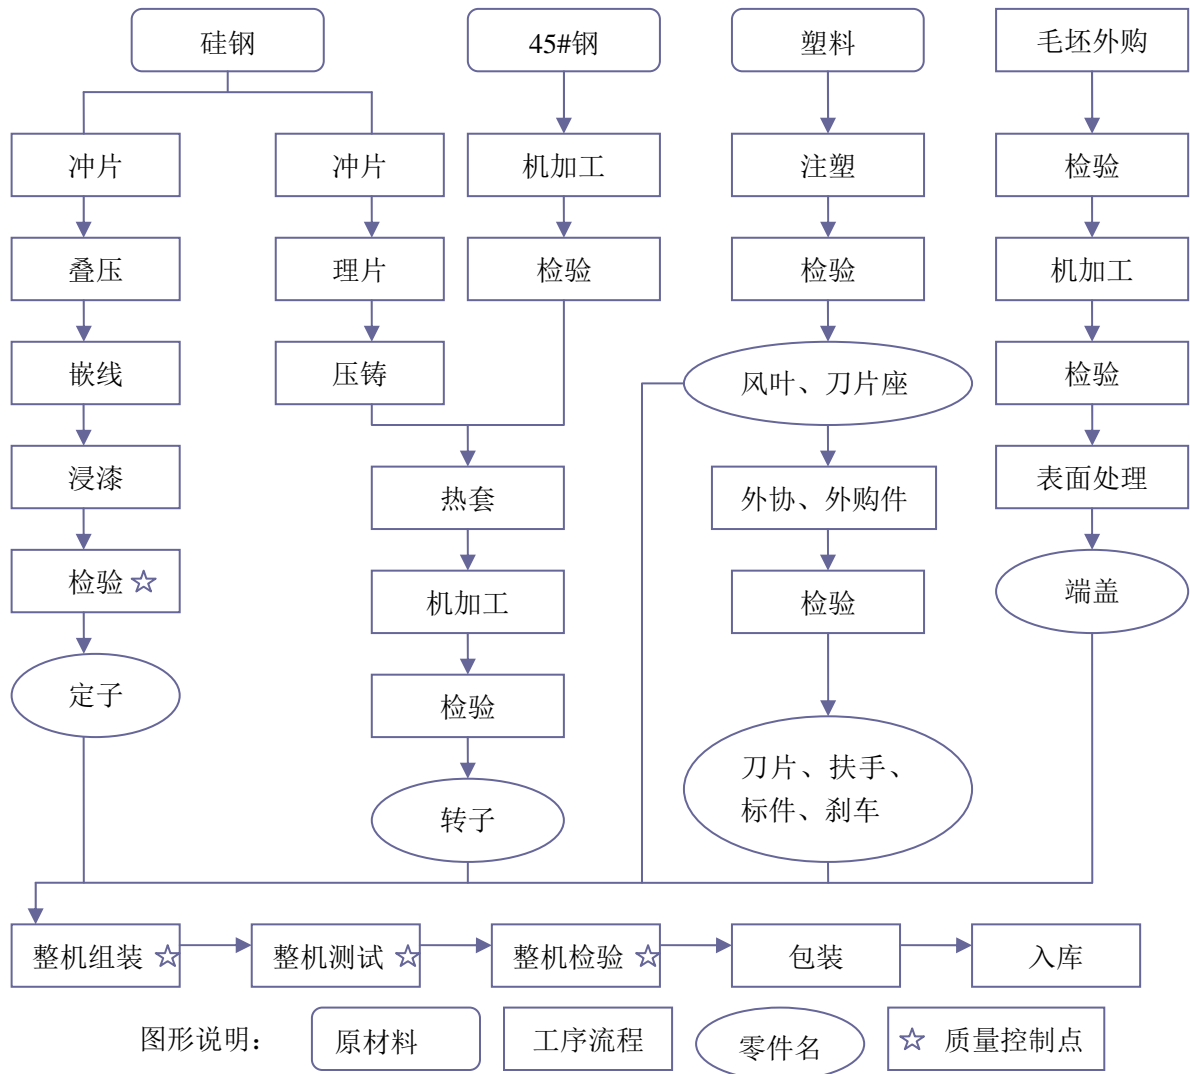 硅钢
45#钢
塑料
毛坯外购
冲片
冲片
机加工
注塑
检验
叠压
理片
检验
检验
机加工
嵌线
压铸
风叶、刀片座
检验
浸漆
热套
外协、外购件
表面处理
检验☆
机加工
检验
端盖
定子
检验
刀片、扶手、
标件、刹车
转子
整机组装☆
整机测试☆
整机检验☆
包装
入库
图形说明：
原材料
工序流程
零件名
☆ 质量控制点